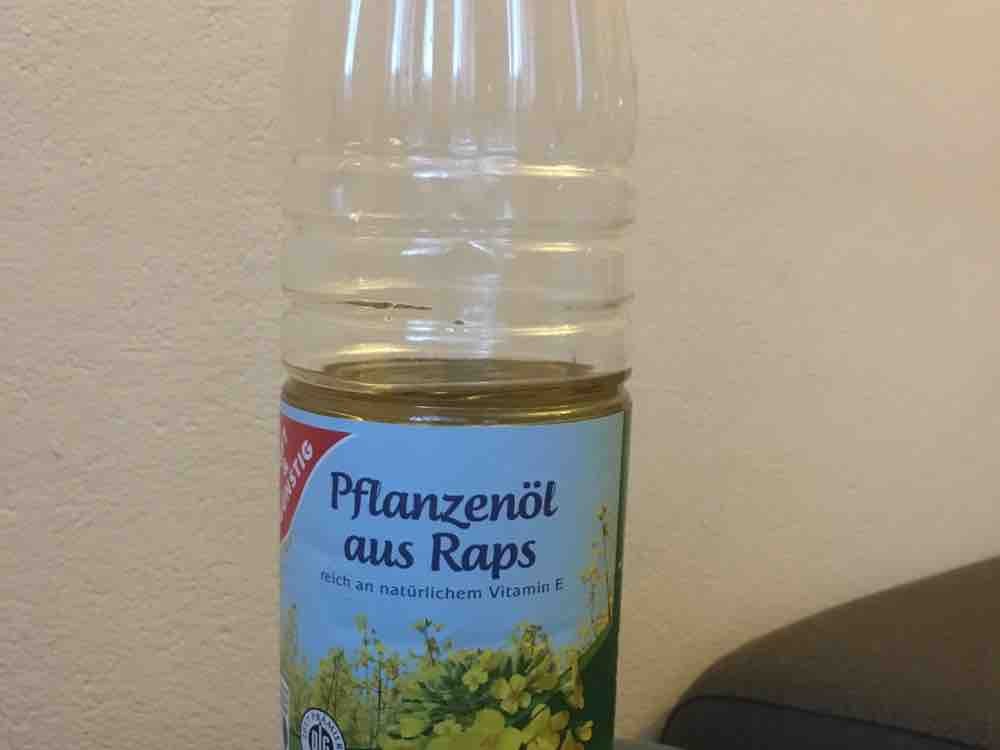 Pflanzenöl
aus Raps
reich an natürlichem Vitamin E